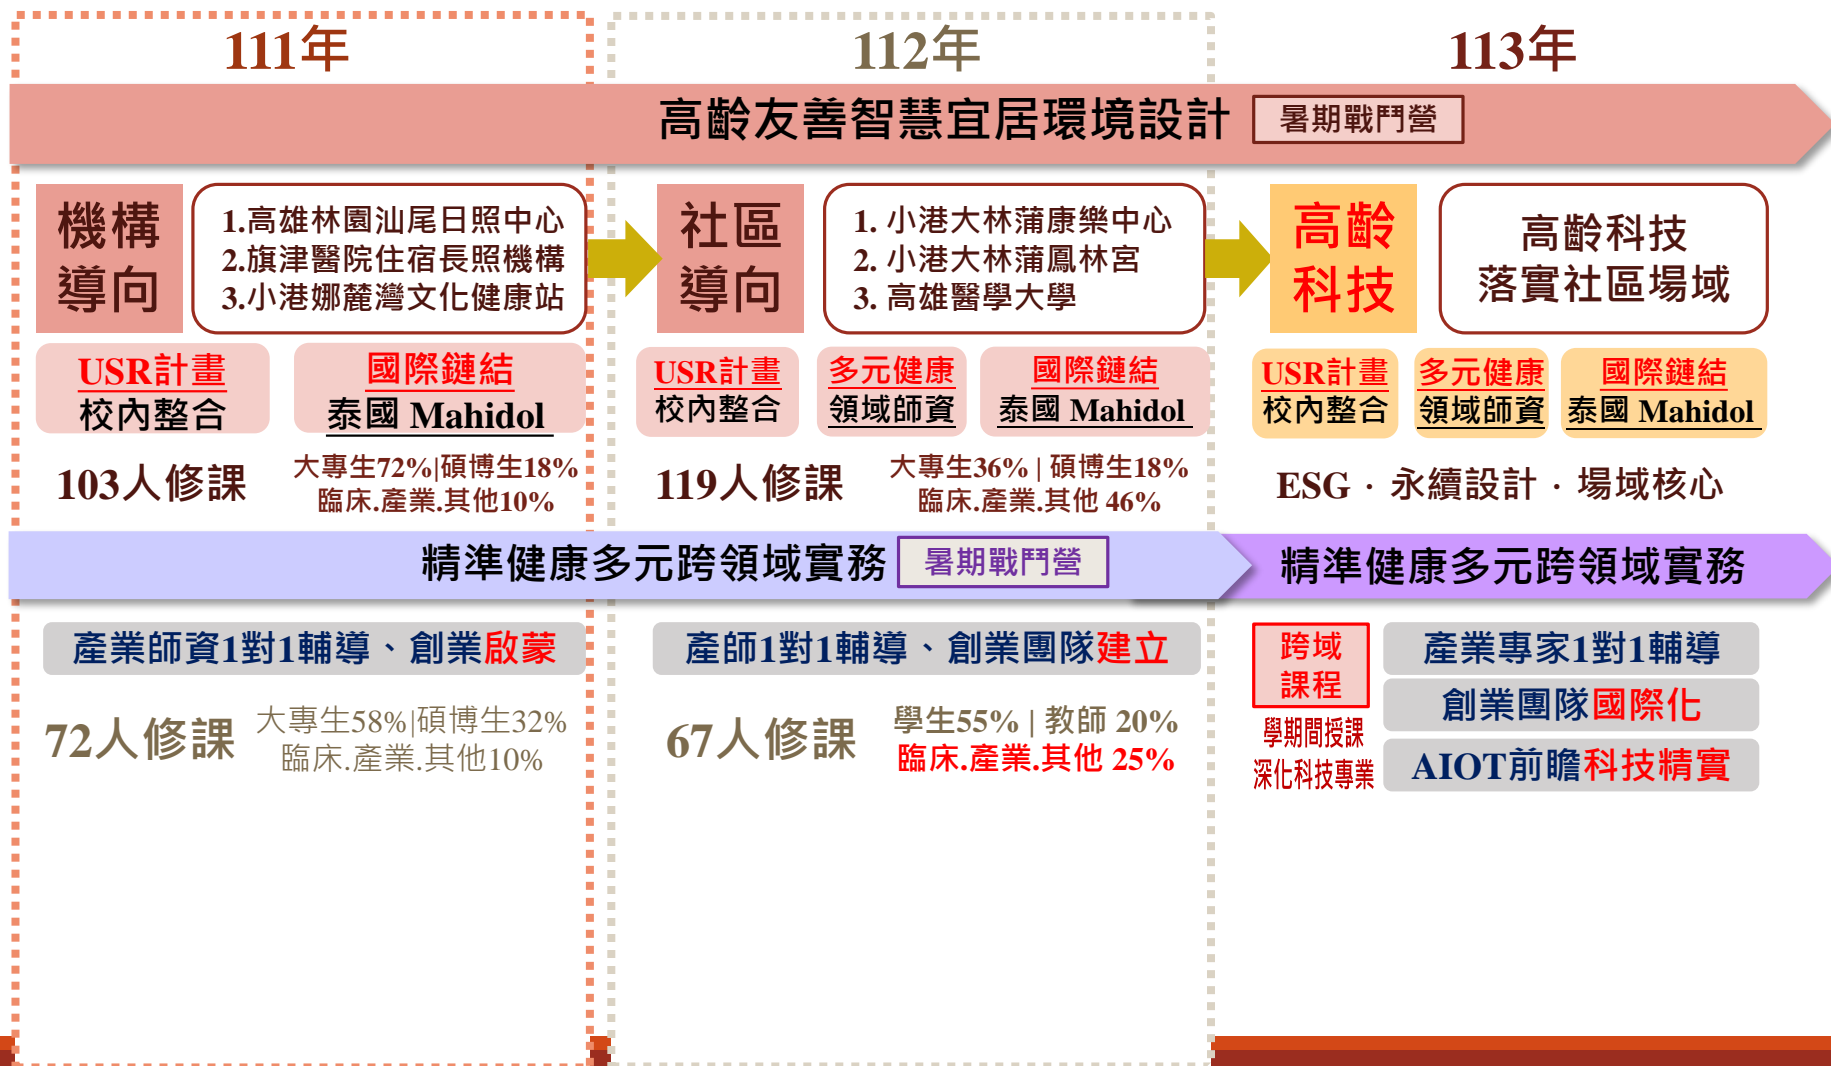 111年
112年
113年
高齡友善智慧宜居環境設計
暑期戰鬥營
機構
導向
1.高雄林園汕尾日照中心
2.旗津醫院住宿長照機構
3.小港娜麓灣文化健康站
社區
導向
1. 小港大林蒲康樂中心
2. 小港大林蒲鳳林宮
3. 高雄醫學大學
高齡
科技
高齡科技
落實社區場域
USR計畫
校內整合
國際鏈結
泰國 Mahidol
USR計畫
校內整合
多元健康
領域師資
國際鏈結
泰國 Mahidol
USR計畫
校內整合
多元健康
領域師資
國際鏈結
泰國 Mahidol
103人修課
大專生72%|碩博生18%
臨床.產業.其他10%
119人修課
大專生36% | 碩博生18%
臨床.產業.其他 46%
ESG · 永續設計 · 場域核心
精準健康多元跨領域實務
暑期戰鬥營
精準健康多元跨領域實務
產業師資1對1輔導、創業啟蒙
72人修課
大專生58%|碩博生32%
臨床.產業.其他10%
產師1對1輔導、創業團隊建立
67人修課
學生55% | 教師 20%
臨床.產業.其他 25%
跨域
課程
學期間授課
深化科技專業
產業專家1對1輔導
創業團隊國際化
AIOT前瞻科技精實